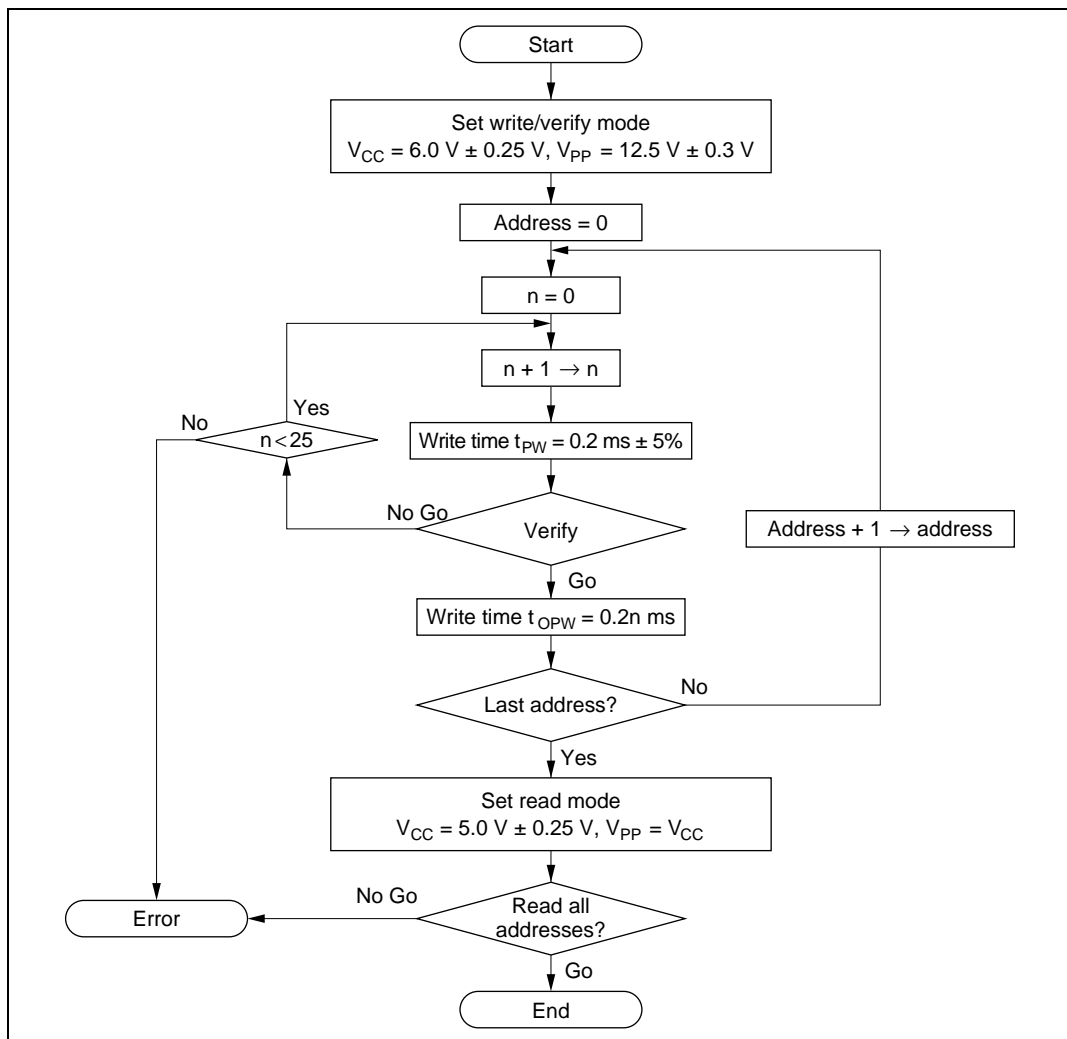 Start
Set write/verify mode
VCC = 6.0 V ± 0.25 V, VPP = 12.5 V ± 0.3 V
Address = 0
n = 0
n + 1 → n
No
Yes
n < 25
Write time tPW = 0.2 ms ± 5%
No Go
Verify
Address + 1 → address
Go
Write time tOPW = 0.2n ms
Last address?
No
Yes
Set read mode
VCC = 5.0 V ± 0.25 V, VPP = VCC
No Go
Error
Read all
addresses?
Go
End